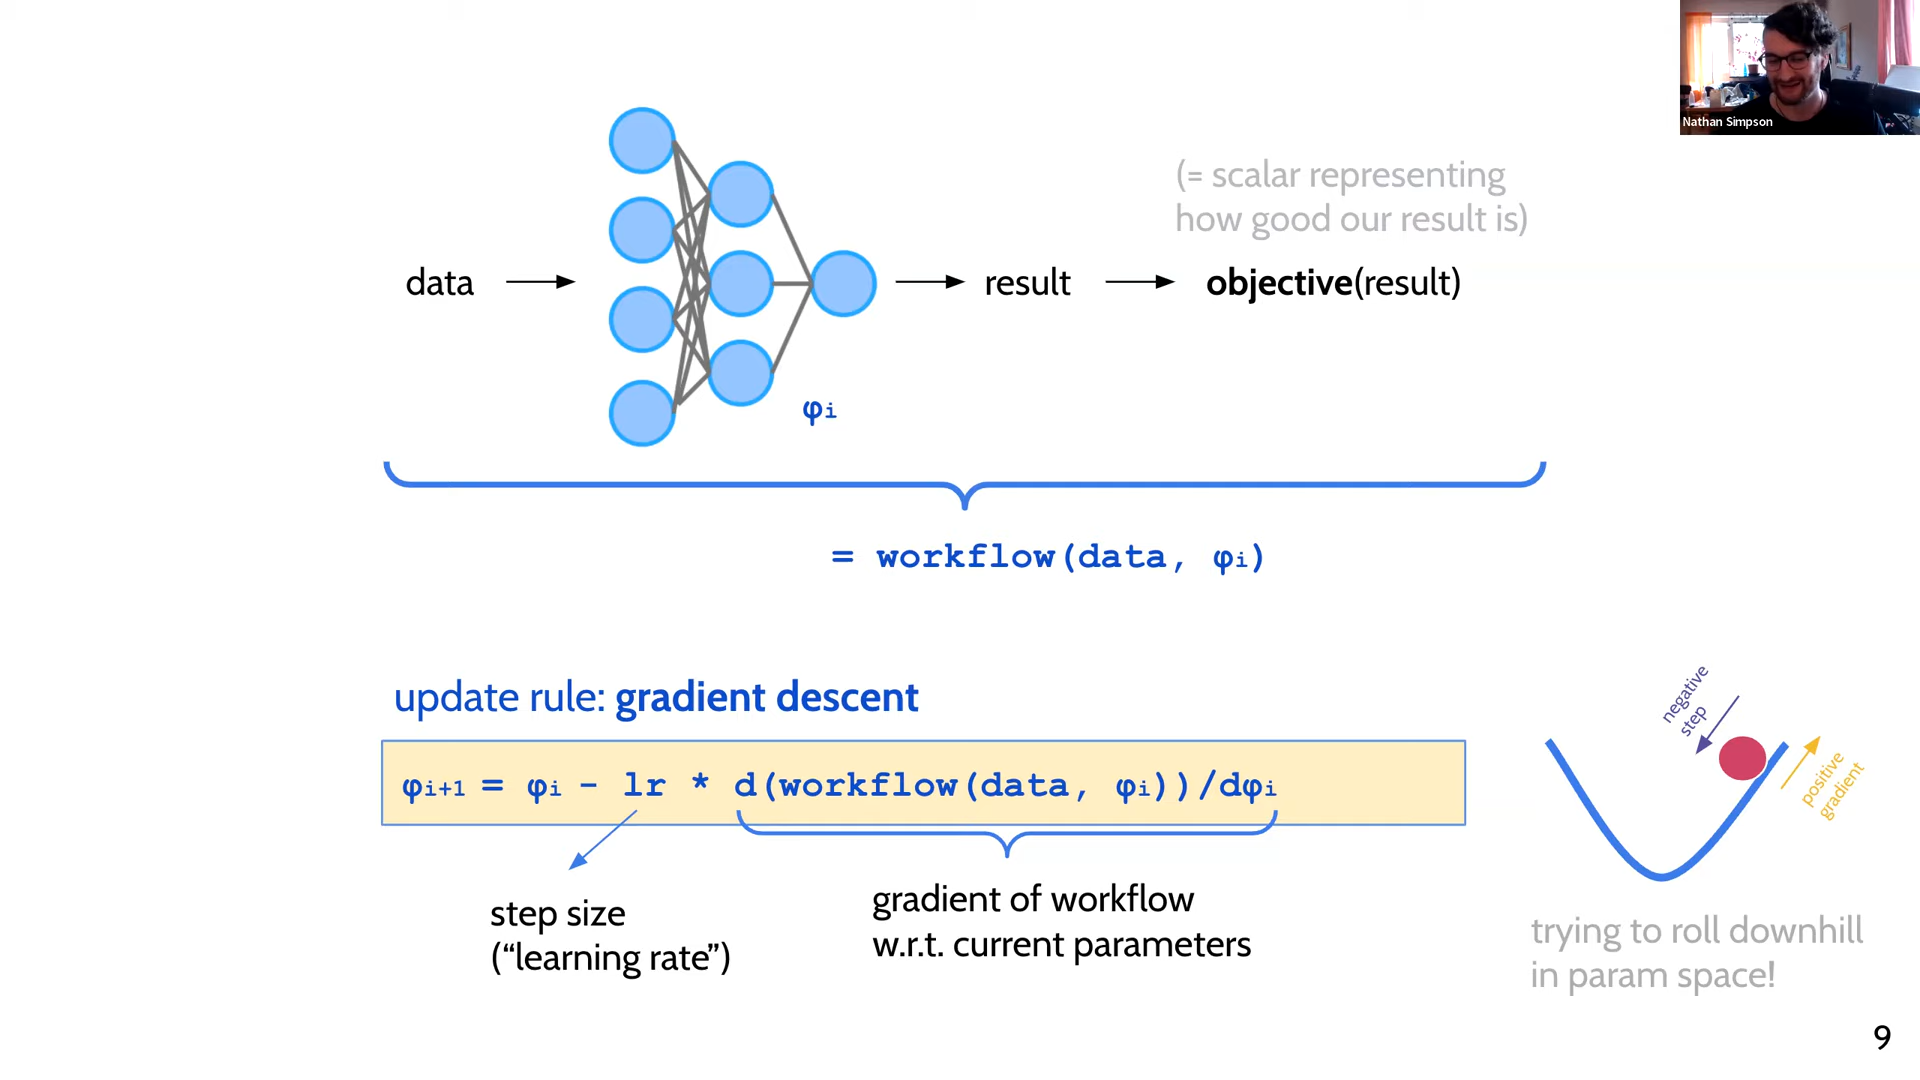 Nathan Simpson
(= scalar representing
how good our result is)
data
result
objective(result)
φi
= workflow(data, φi)
update rule: gradient descent
φi+1 = φi - lr * d(workflow(data, φi))/dφi
step size
("learning rate")
gradient of workflow
w.r.t. current parameters
negative
step
positive
gradient
trying to roll downhill
in param space!
9